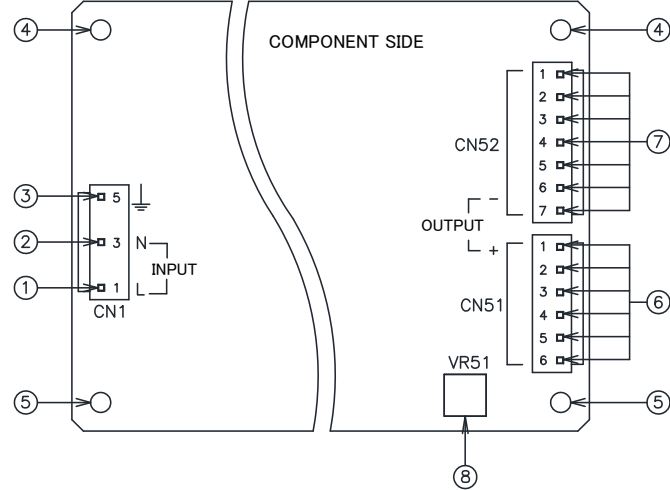 ④ ④
COMPONENT SIDE
1
2
3
CN52 4 ⑦
5
6
7
③ 5
OUTPUT -
+
② 3 N
INPUT
① 1 L
CN1
1
2
3
CN51 4 ⑥
5
6
VR51
⑤ ⑤
⑧